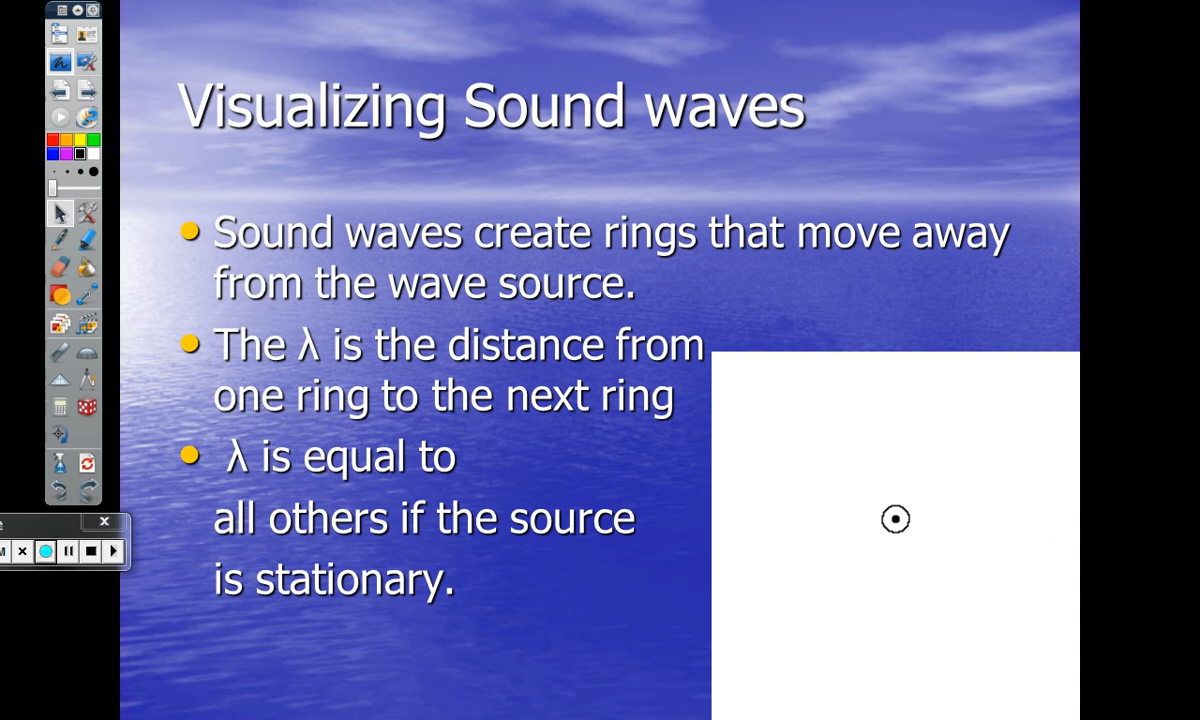 Visualizing Sound waves
Sound waves create rings that move away
from the wave source.
The λ is the distance from
one ring to the next ring
λ is equal to
all others if the source
is stationary.